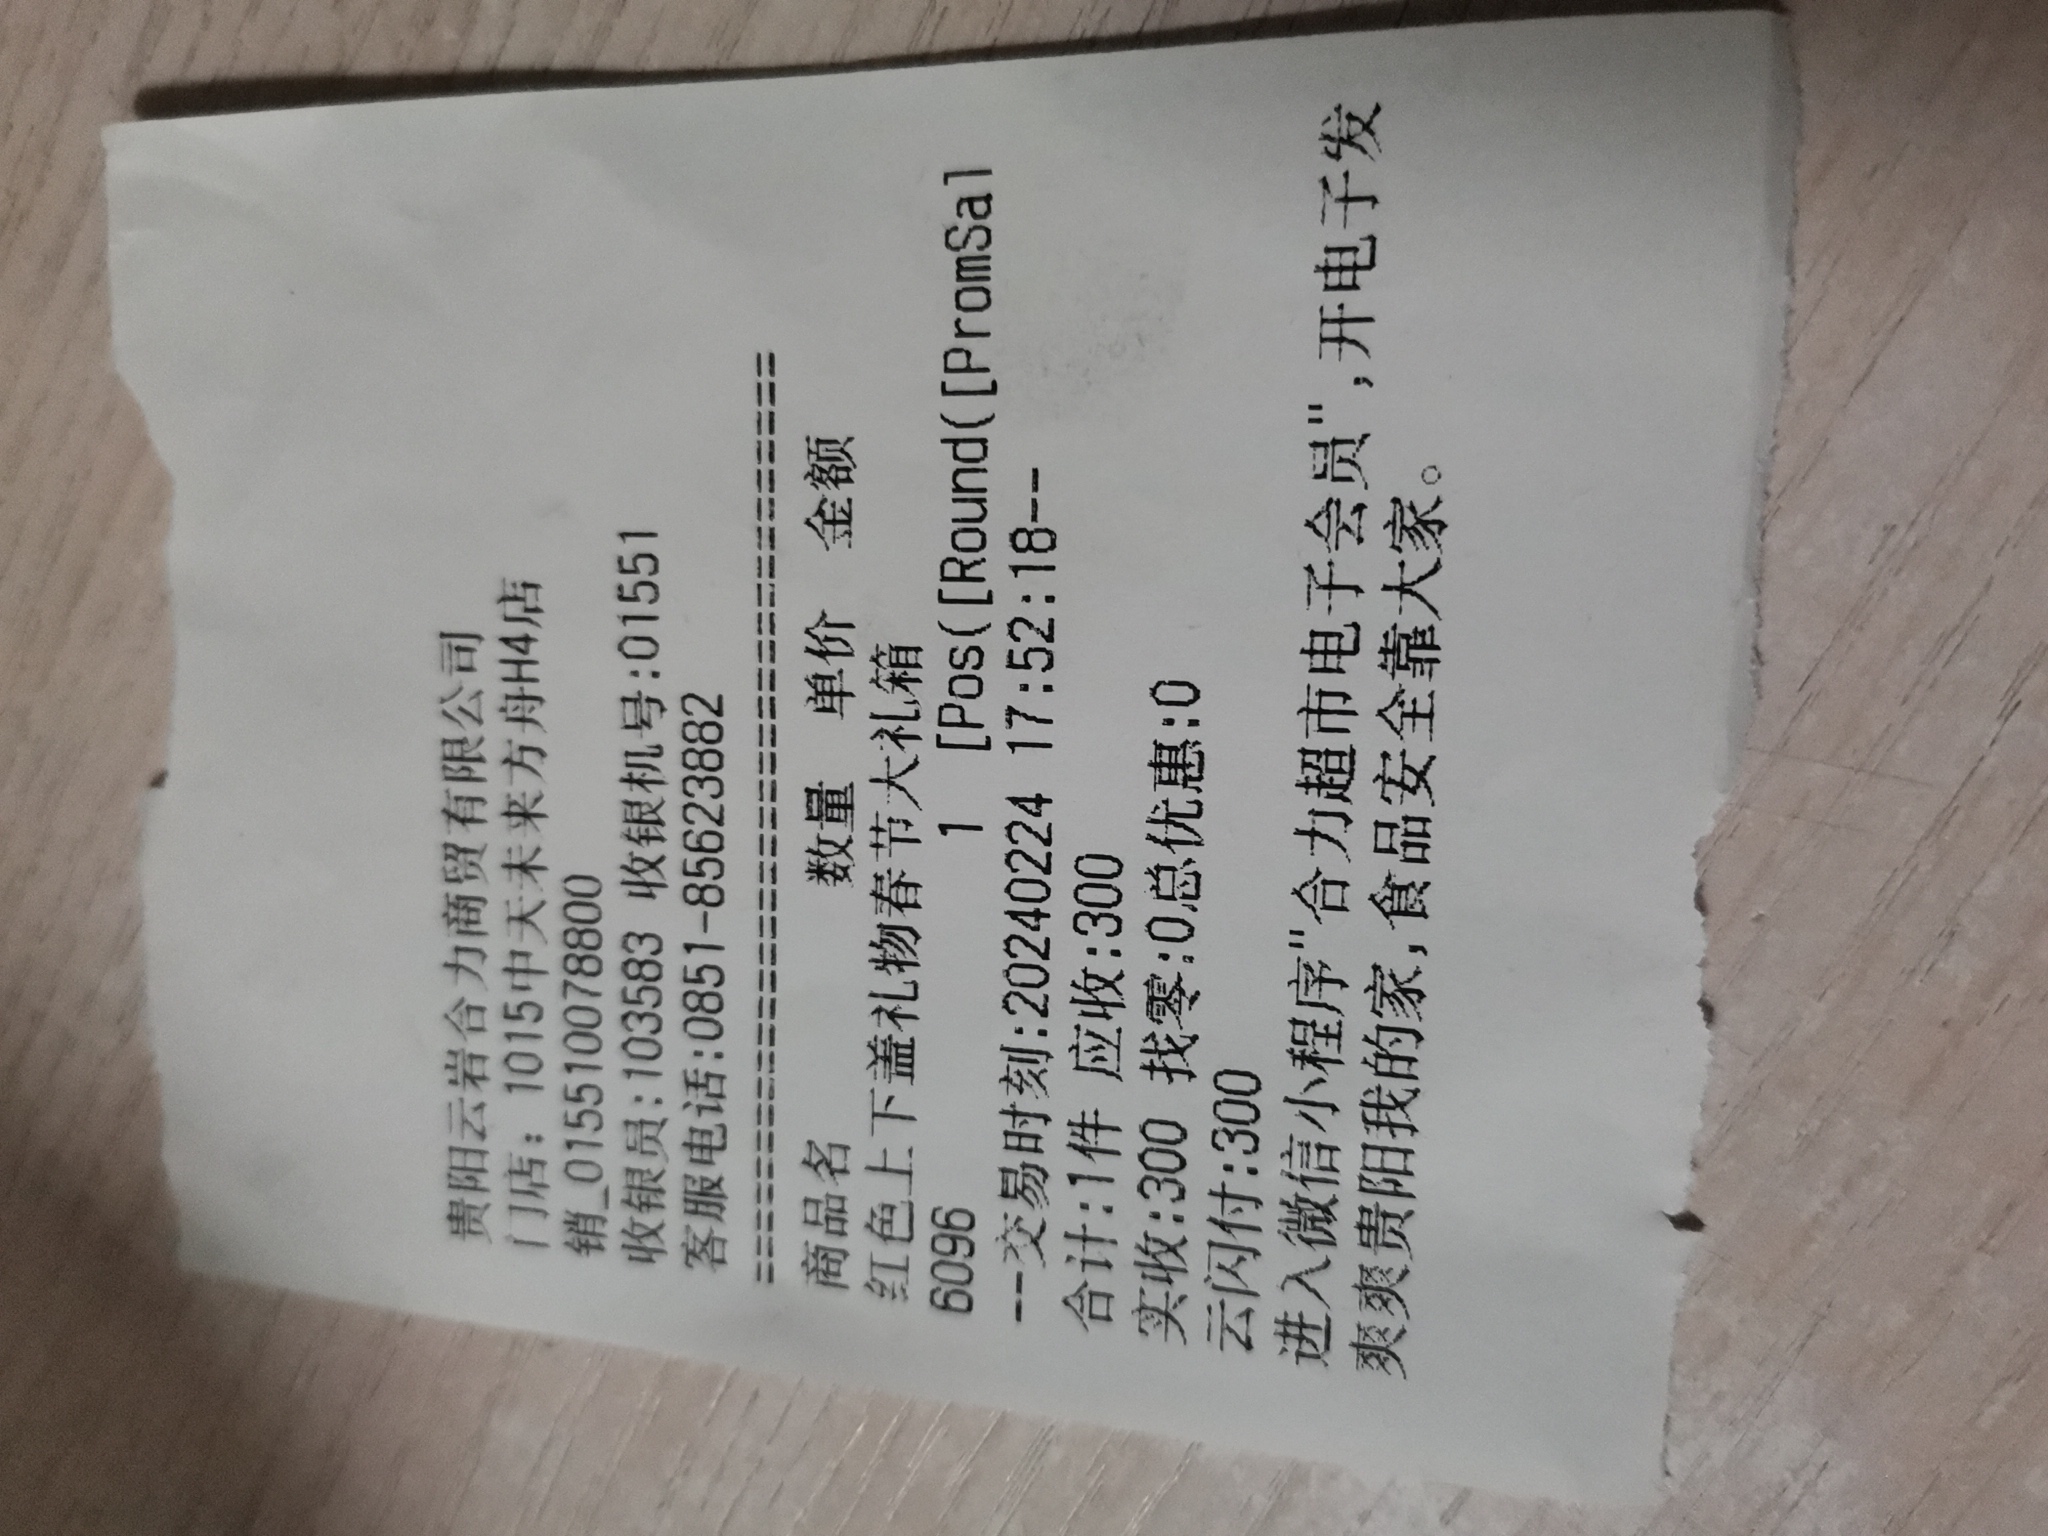 贵阳云岩合力商贸有限公司
门店: 1015中天未来方舟H4店
销_0155100788800
收银员:103583 收银机号:01551
客服电话:0851-85623882
================================
商品名 数量 单价 金额
红色上下盖礼物春节大礼箱
6096 1 [Pos([Round([PromSal
--交易时刻:20240224 17:52:18--
合计:1件 应收:300
实收:300 找零:0总优惠:0
云闪付:300
进入微信小程序"合力超市电子会员",开电子发
爽爽贵阳我的家,食品安全靠大家。